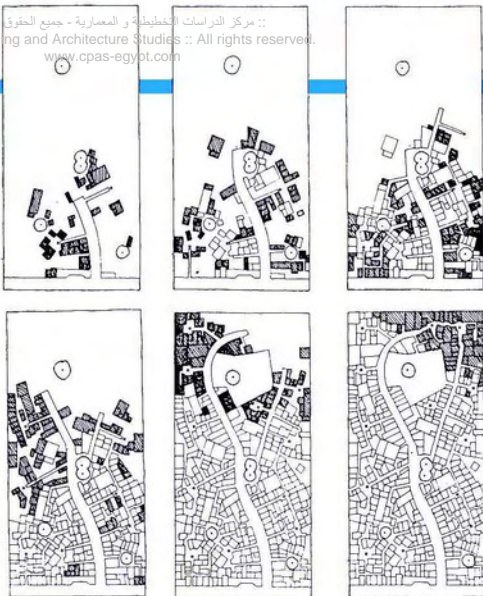 :: مركز الدراسات التخطيطية و المعمارية - جميع الحقوق
ng and Architecture Studies :: All rights reserved.
www.cpas-egypt.com